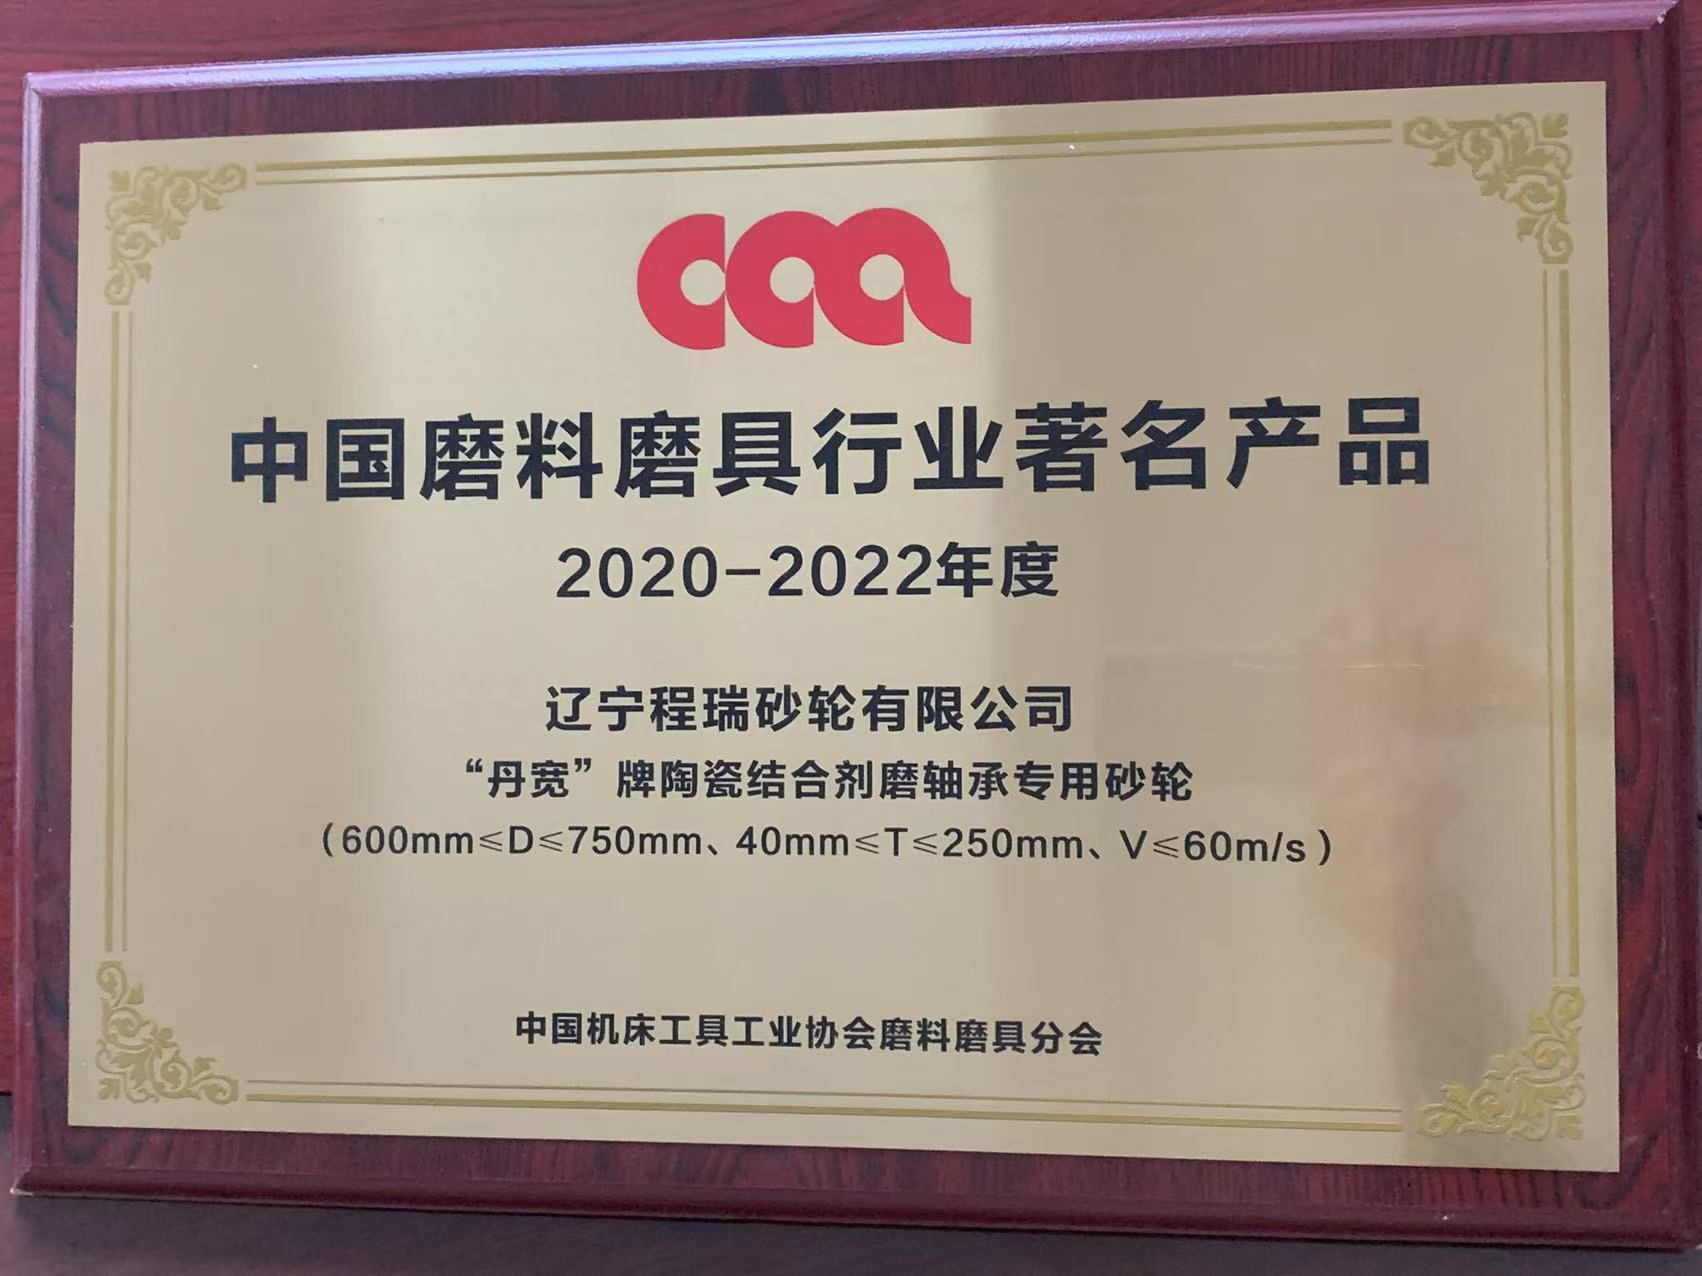 caa
中国磨料磨具行业著名产品
2020-2022年度
辽宁程瑞砂轮有限公司
“丹宽”牌陶瓷结合剂磨轴承专用砂轮
（600mm≤D≤750mm、40mm≤T≤250mm、V≤60m/s）
中国机床工具工业协会磨料磨具分会